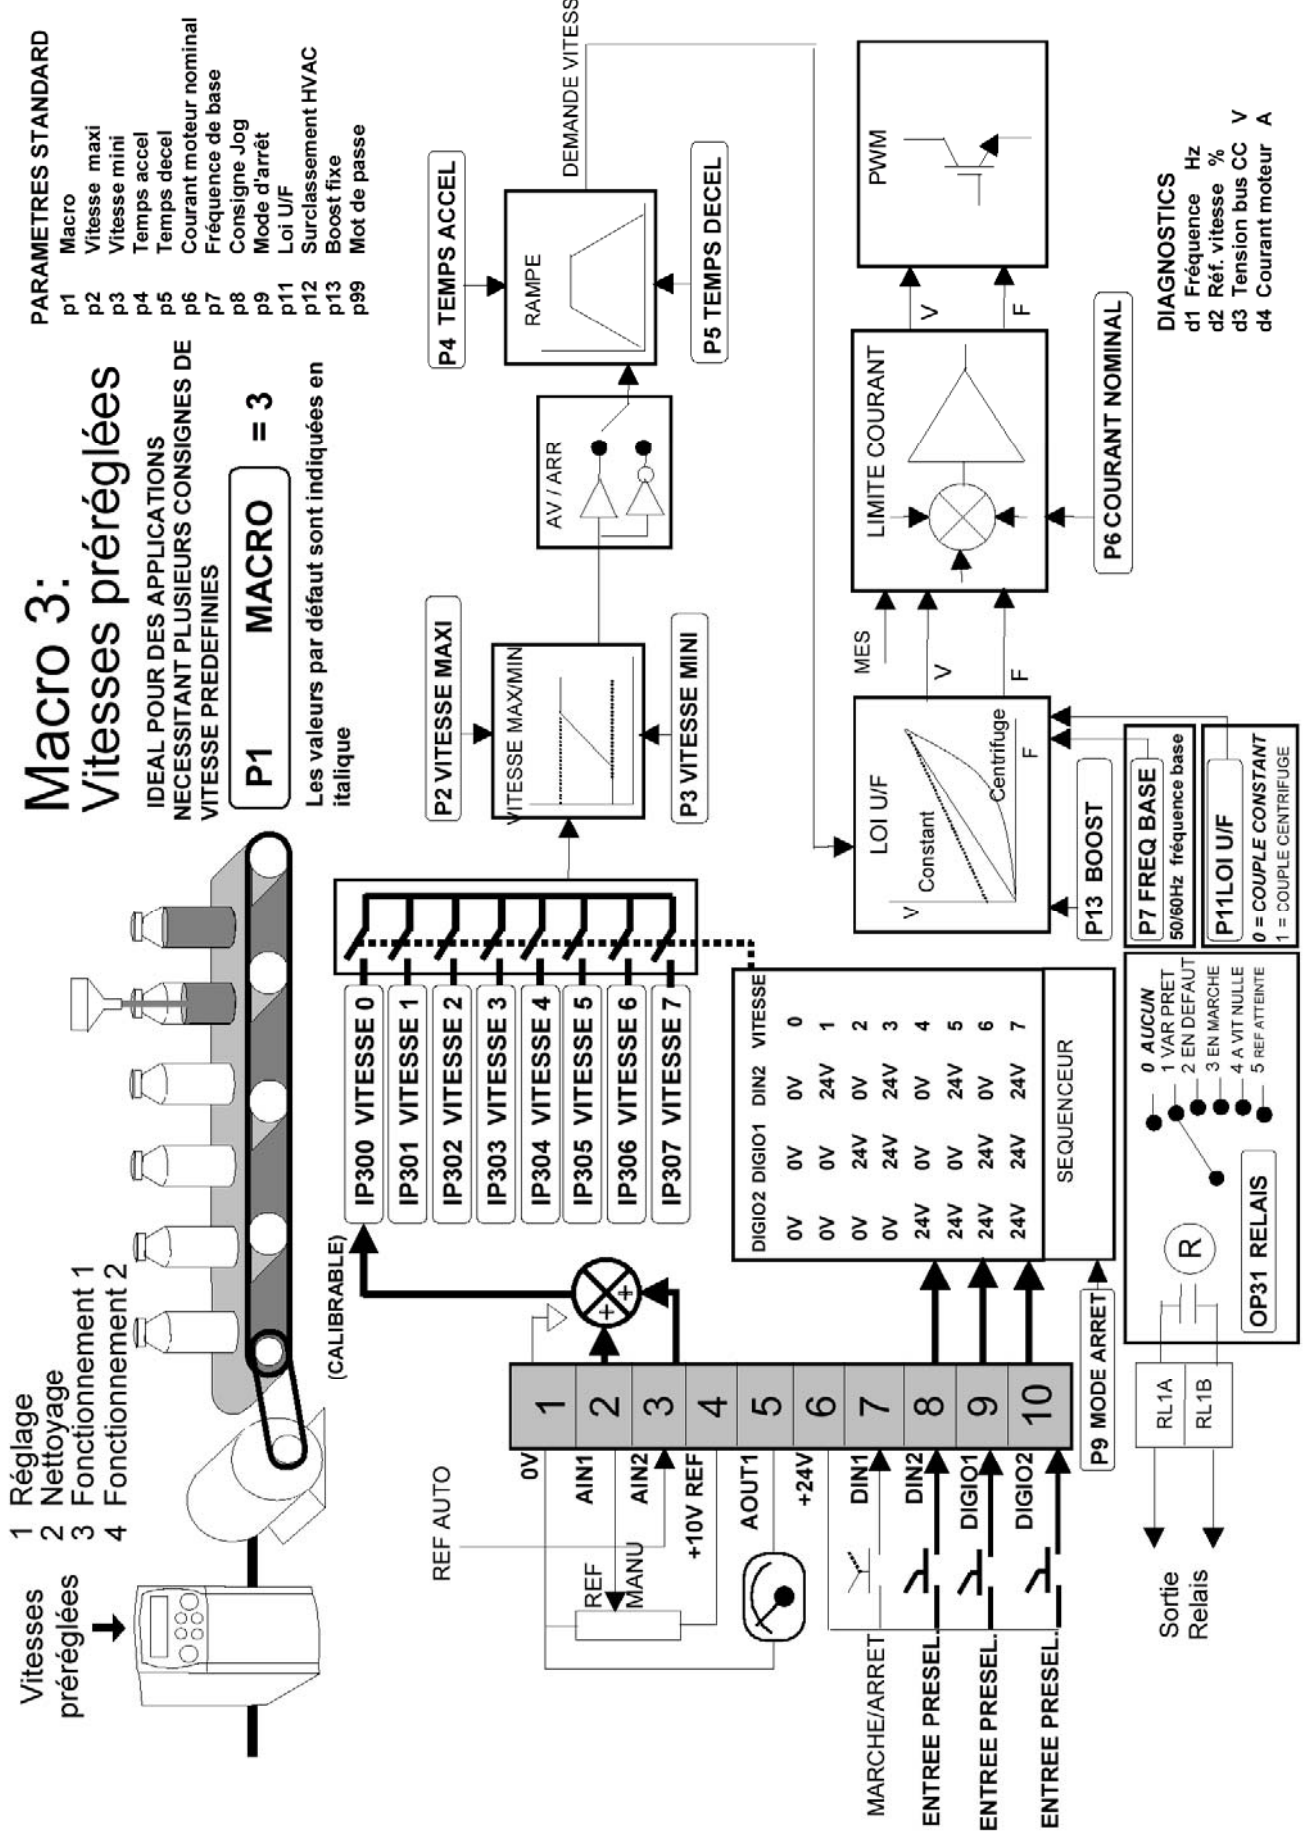 Macro 3:
Vitesses préréglées
IDEAL POUR DES APPLICATIONS
NECESSITANT PLUSIEURS CONSIGNES DE
VITESSE PREDEFINIES
P1 MACRO = 3
Les valeurs par défaut sont indiquées en
italique
PARAMETRES STANDARD
p1 Macro
p2 Vitesse maxi
p3 Vitesse mini
p4 Temps accel
p5 Temps decel
p6 Courant moteur nominal
p7 Fréquence de base
p8 Consigne Jog
p9 Mode d'arrêt
p11 Loi U/F
p12 Surclassement HVAC
p13 Boost fixe
p99 Mot de passe
Vitesses
préréglées
1 Réglage
2 Nettoyage
3 Fonctionnement 1
4 Fonctionnement 2
(CALIBRABLE)
IP300 VITESSE 0
IP301 VITESSE 1
IP302 VITESSE 2
IP303 VITESSE 3
IP304 VITESSE 4
IP305 VITESSE 5
IP306 VITESSE 6
IP307 VITESSE 7
P2 VITESSE MAXI
VITESSE MAX/MIN
P3 VITESSE MINI
AV / ARR
P4 TEMPS ACCEL
RAMPE
P5 TEMPS DECEL
DEMANDE VITESS
REF AUTO
REF
MANU
0V
AIN1
AIN2
+10V REF
AOUT1
+24V
DIN1
DIN2
DIGIO1
DIGIO2
1
2
3
4
5
6
7
8
9
10
MARCHE/ARRET
ENTREE PRESEL.
ENTREE PRESEL.
ENTREE PRESEL.
DIGIO2 DIGIO1 DIN2 VITESSE
0V 0V 0V 0
0V 0V 24V 1
0V 24V 0V 2
0V 24V 24V 3
24V 0V 0V 4
24V 0V 24V 5
24V 24V 0V 6
24V 24V 24V 7
SEQUENCEUR
P9 MODE ARRET
LOI U/F
V
Constant
Centrifuge
F
P13 BOOST
P7 FREQ BASE
50/60Hz fréquence base
P11LOI U/F
0 = COUPLE CONSTANT
1 = COUPLE CENTRIFUGE
MES
V
F
LIMITE COURANT
P6 COURANT NOMINAL
V
F
PWM
DIAGNOSTICS
d1 Fréquence Hz
d2 Réf. vitesse %
d3 Tension bus CC V
d4 Courant moteur A
Sortie
Relais
RL1A
RL1B
R
OP31 RELAIS
0 AUCUN
1 VAR PRET
2 EN DEFAUT
3 EN MARCHE
4 A VIT NULLE
5 REF ATTEINTE